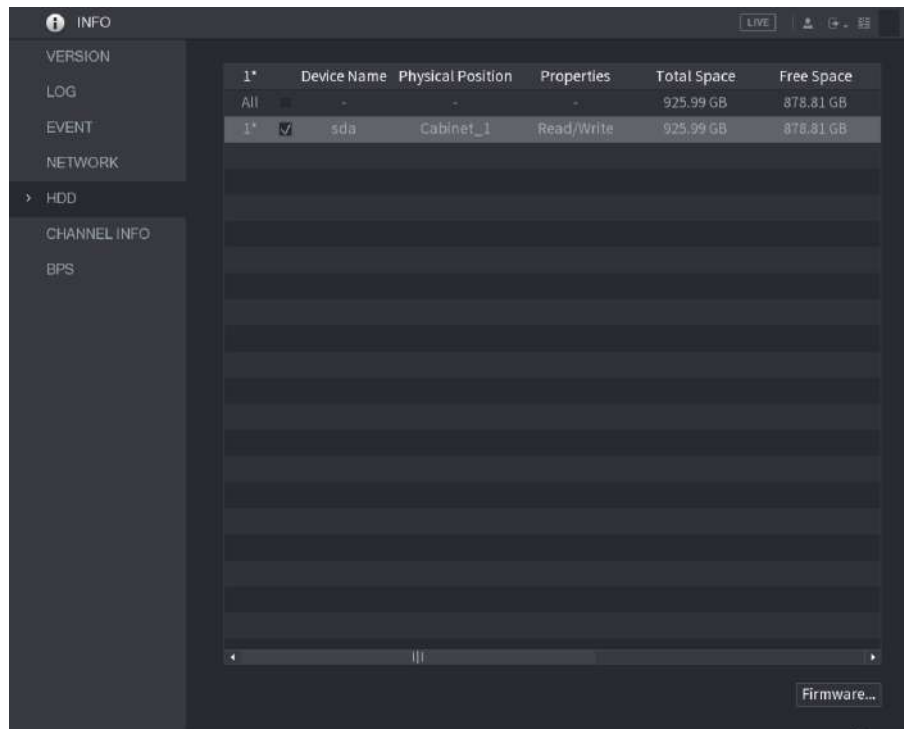 INFO LIVE
VERSION
LOG
EVENT
NETWORK
HDD
CHANNEL INFO
BPS
1* Device Name Physical Position Properties Total Space Free Space
All - - - 925.99 GB 878.81 GB
1* sda Cabinet_1 Read/Write 925.99 GB 878.81 GB
Firmware...